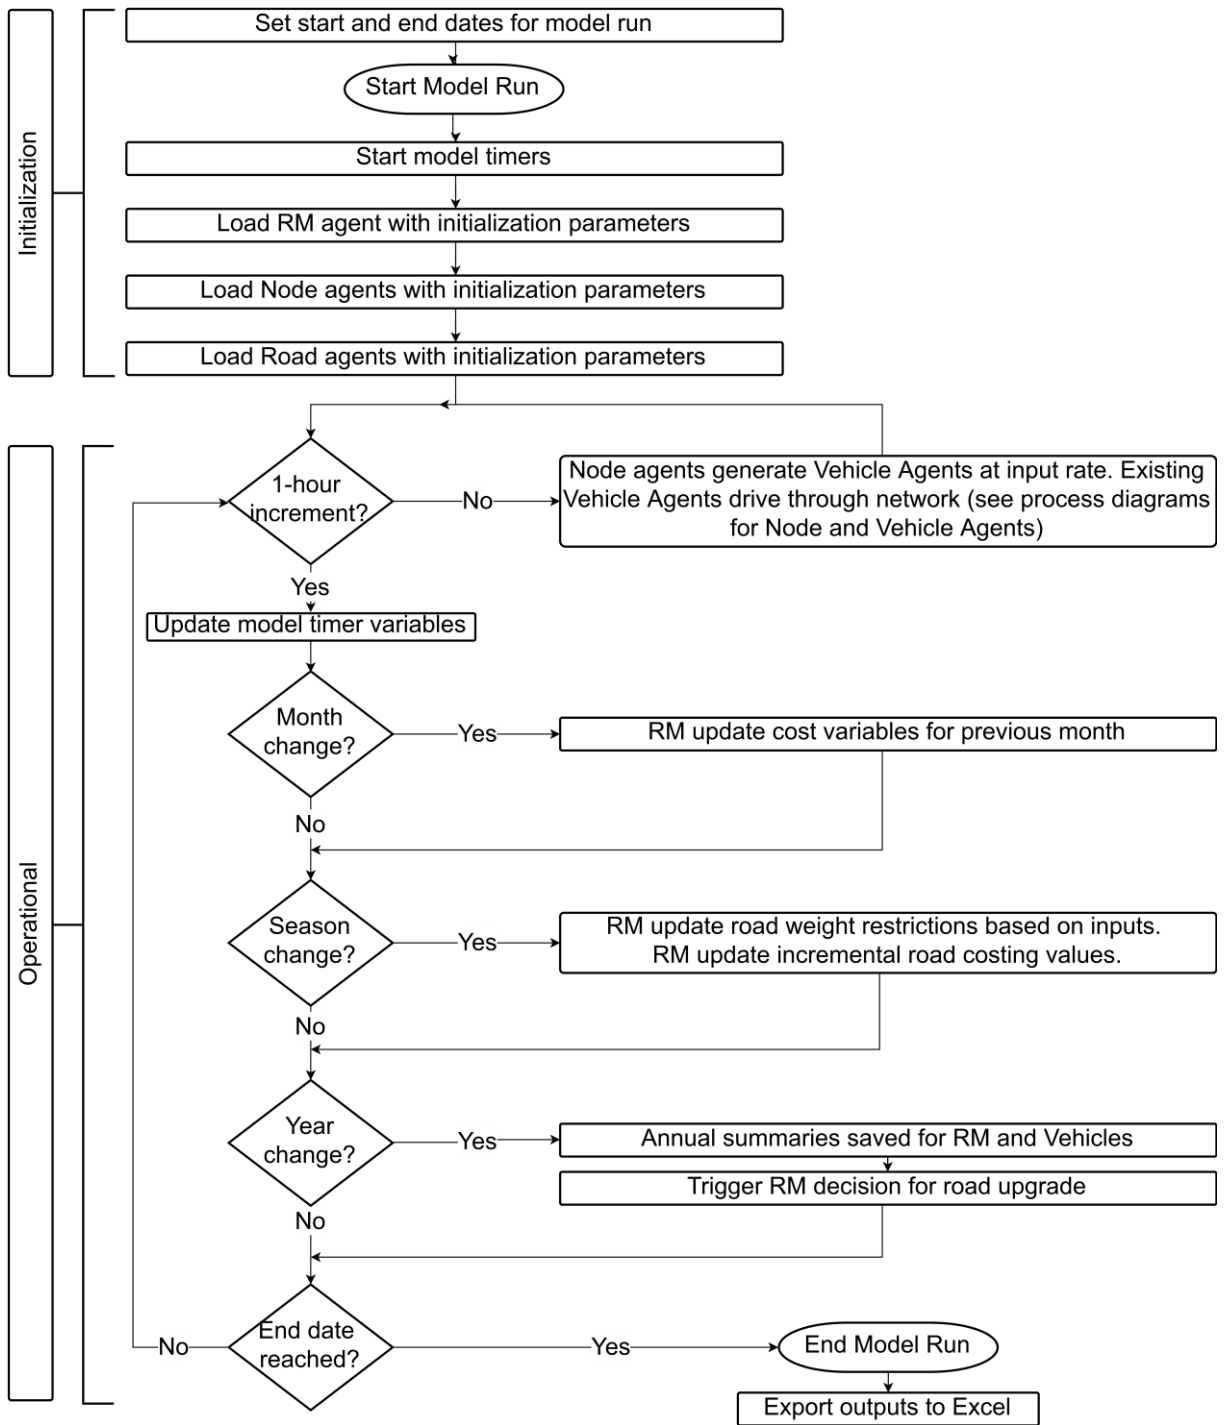 Initialization
Set start and end dates for model run
Start Model Run
Start model timers
Load RM agent with initialization parameters
Load Node agents with initialization parameters
Load Road agents with initialization parameters
Operational
1-hour
increment?
No
Node agents generate Vehicle Agents at input rate. Existing
Vehicle Agents drive through network (see process diagrams
for Node and Vehicle Agents)
Yes
Update model timer variables
Month
change?
Yes
RM update cost variables for previous month
No
Season
change?
Yes
RM update road weight restrictions based on inputs.
RM update incremental road costing values.
No
Year
change?
Yes
Annual summaries saved for RM and Vehicles
Trigger RM decision for road upgrade
No
End date
reached?
No
Yes
End Model Run
Export outputs to Excel